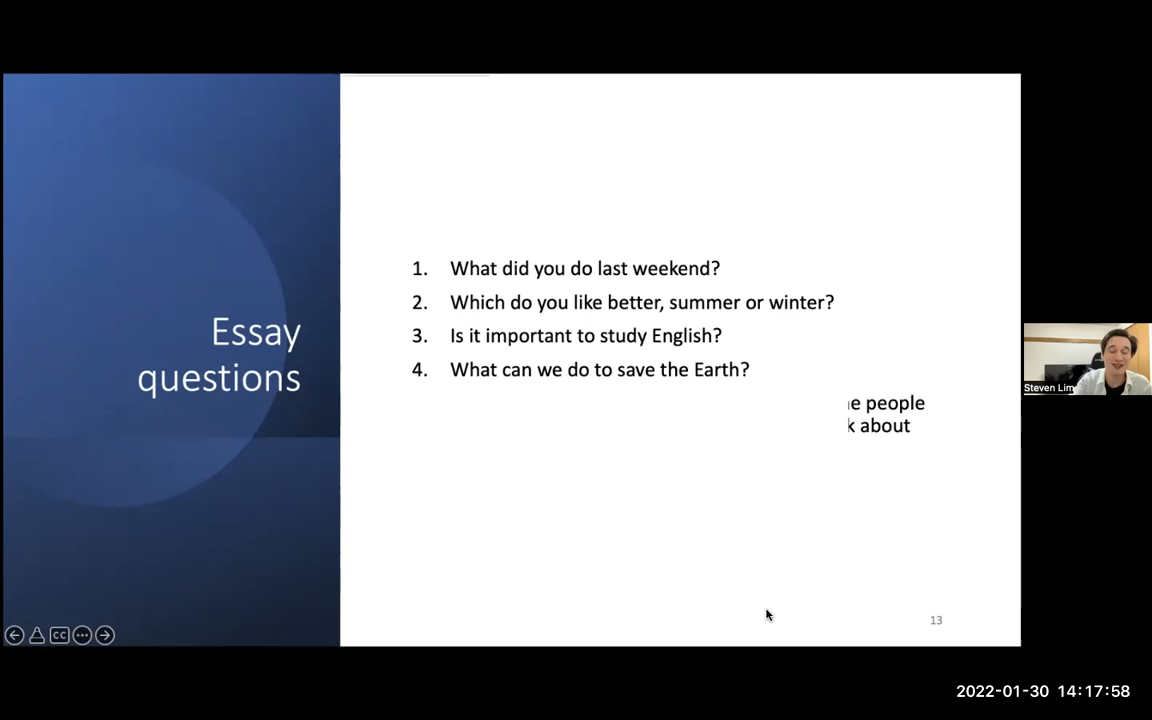 Essay
questions
1. What did you do last weekend?
2. Which do you like better, summer or winter?
3. Is it important to study English?
4. What can we do to save the Earth?
people
about
13
CC
Steven Lim
2022-01-30 14:17:58